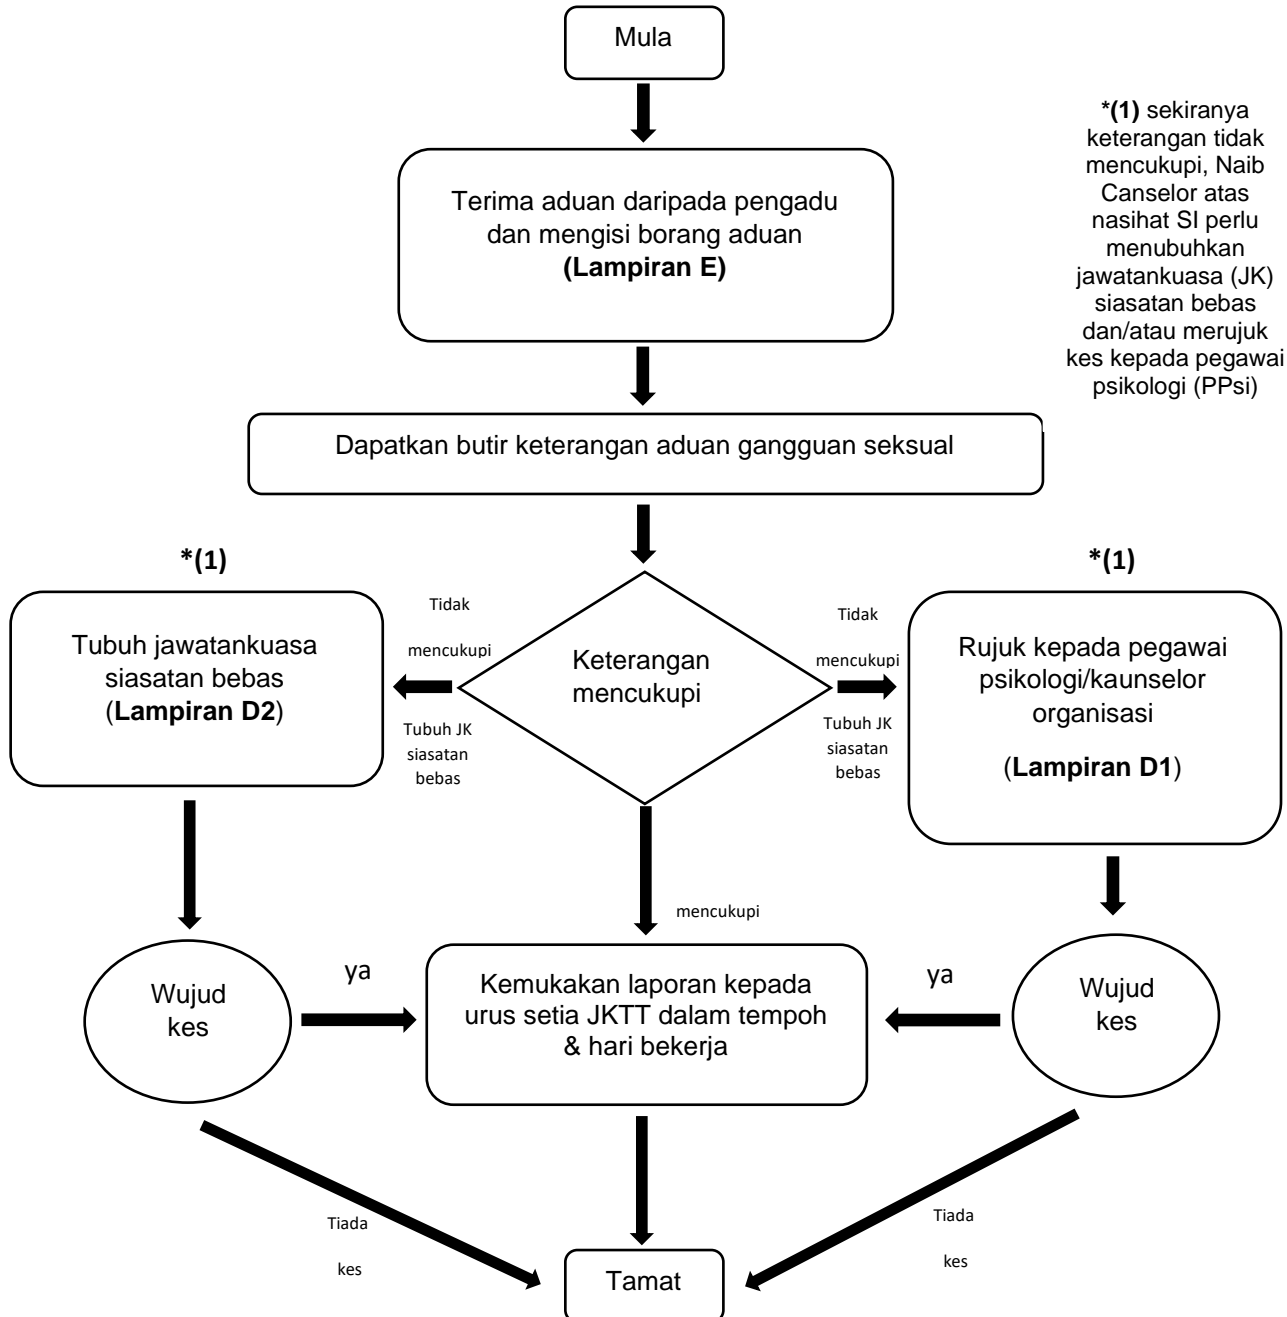 Mula
*(1) sekiranya
keterangan tidak
mencukupi, Naib
Canselor atas
nasihat SI perlu
menubuhkan
jawatankuasa (JK)
siasatan bebas
dan/atau merujuk
kes kepada pegawai
psikologi (PPsi)
Terima aduan daripada pengadu
dan mengisi borang aduan
(Lampiran E)
Dapatkan butir keterangan aduan gangguan seksual
*(1)
Tubuh jawatankuasa
siasatan bebas
(Lampiran D2)
Tidak
mencukupi
Tubuh JK
siasatan
bebas
Keterangan
mencukupi
Tidak
mencukupi
Tubuh JK
siasatan
bebas
*(1)
Rujuk kepada pegawai
psikologi/kaunselor
organisasi
(Lampiran D1)
mencukupi
Wujud
kes
ya
Kemukakan laporan kepada
urus setia JKTT dalam tempoh
& hari bekerja
ya
Wujud
kes
Tiada
kes
Tiada
kes
Tamat